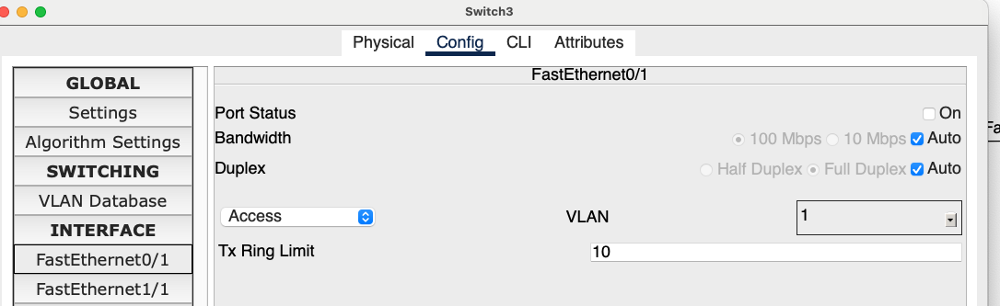 Switch3
Physical Config CLI Attributes
GLOBAL
Settings
Algorithm Settings
SWITCHING
VLAN Database
INTERFACE
FastEthernet0/1
FastEthernet1/1
FastEthernet0/1
Port Status On
Bandwidth 100 Mbps 10 Mbps Auto
Duplex Half Duplex Full Duplex Auto
Access VLAN 1
Tx Ring Limit 10
Fa